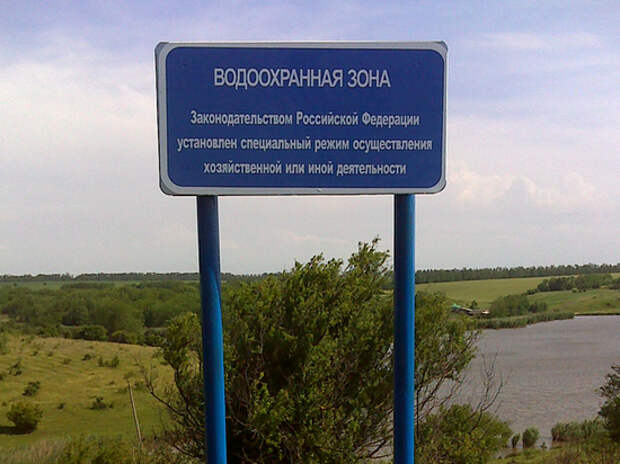 ВОДООХРАННАЯ ЗОНА
Законодательством Российской Федерации
установлен специальный режим осуществления
хозяйственной или иной деятельности